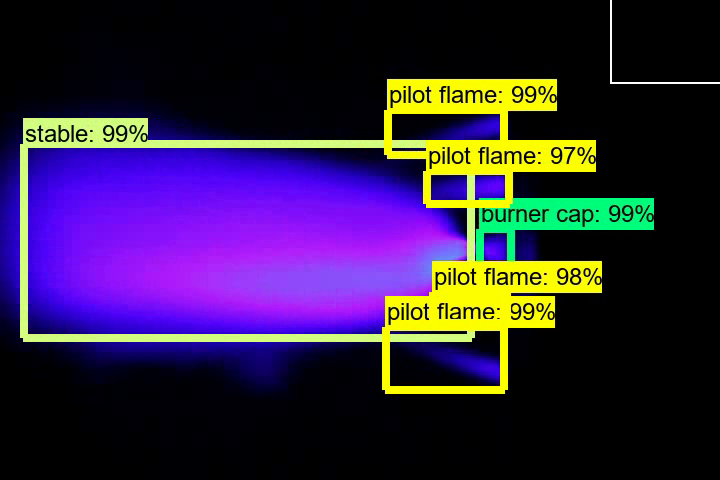 pilot flame: 99%
stable: 99%
pilot flame: 97%
burner cap: 99%
pilot flame: 98%
pilot flame: 99%